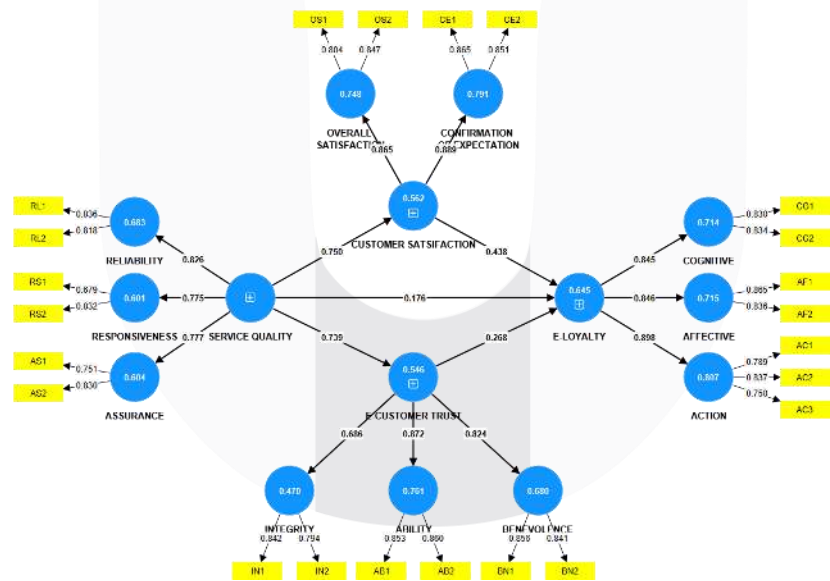 OS1 OS2 CE1 CE2
0.804 0.847 0.865 0.851
0.748 0.791
OVERALL SATISFACTION
CONFIRMATION OF EXPECTATION
0.865 0.889
0.562
CUSTOMER SATSIFACTION
RL1 0.836
RL2 0.818
0.683
RELIABILITY
0.826
0.750
0.438
0.714
COGNITIVE
0.845
CG1 0.830
CG2 0.834
RS1 0.679
RS2 0.832
0.601
RESPONSIVENESS
0.775
SERVICE QUALITY
0.176
0.645
E-LOYALTY
0.846
0.715
AFFECTIVE
AF1 0.865
AF2 0.836
AS1 0.751
AS2 0.830
0.604
ASSURANCE
0.777
0.739
0.268
0.546
E-CUSTOMER TRUST
0.898
0.807
ACTION
AC1 0.789
AC2 0.837
AC3
0.686 0.872 0.824
0.470 0.761 0.680
INTEGRITY ABILITY BENEVOLENCE
0.842 0.794 0.853 0.860 0.856 0.841
IN1 IN2 AB1 AB2 BN1 BN2